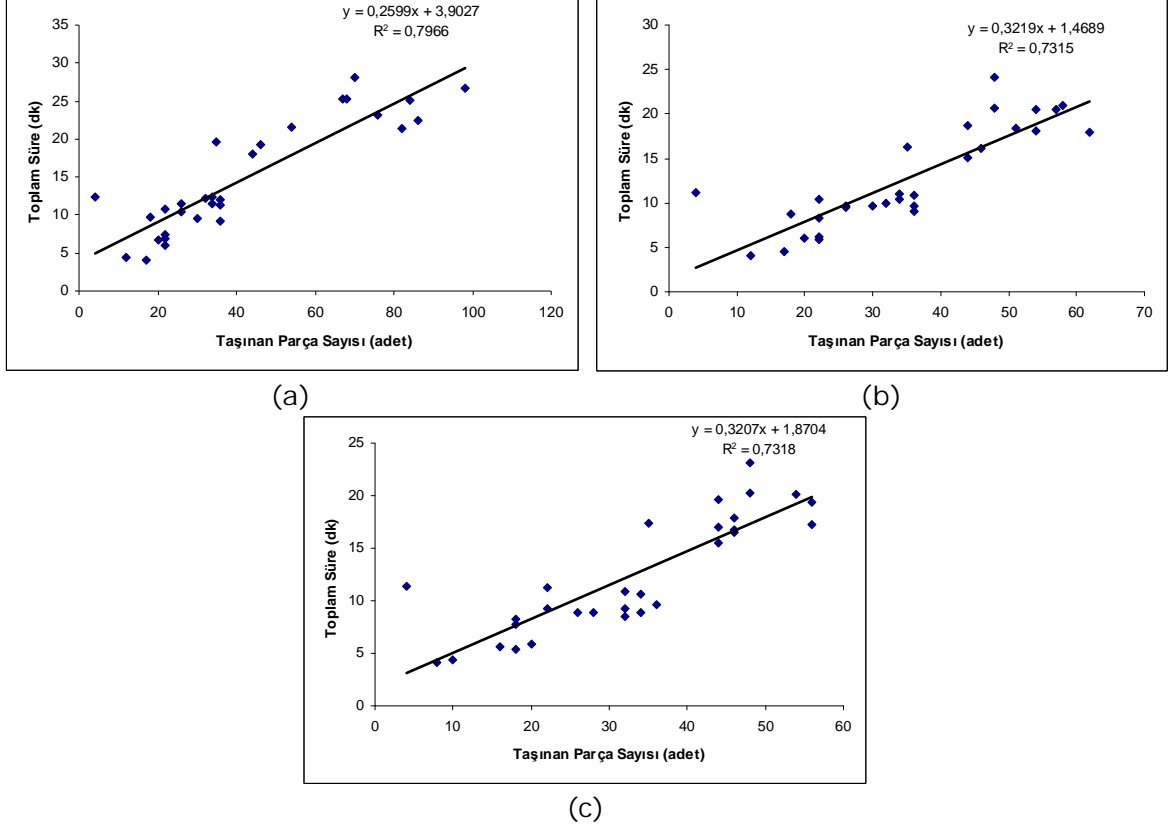 y = 0,2599x + 3,9027
R² = 0,7966
35
30
25
20
15
10
5
0
0 20 40 60 80 100 120
Toplam Süre (dk)
Taşınan Parça Sayısı (adet)
(a)
y = 0,3219x + 1,4689
R² = 0,7315
30
25
20
15
10
5
0
0 10 20 30 40 50 60 70
Toplam Süre (dk)
Taşınan Parça Sayısı (adet)
(b)
y = 0,3207x + 1,8704
R² = 0,7318
25
20
15
10
5
0
0 10 20 30 40 50 60
Toplam Süre (dk)
Taşınan Parça Sayısı (adet)
(c)